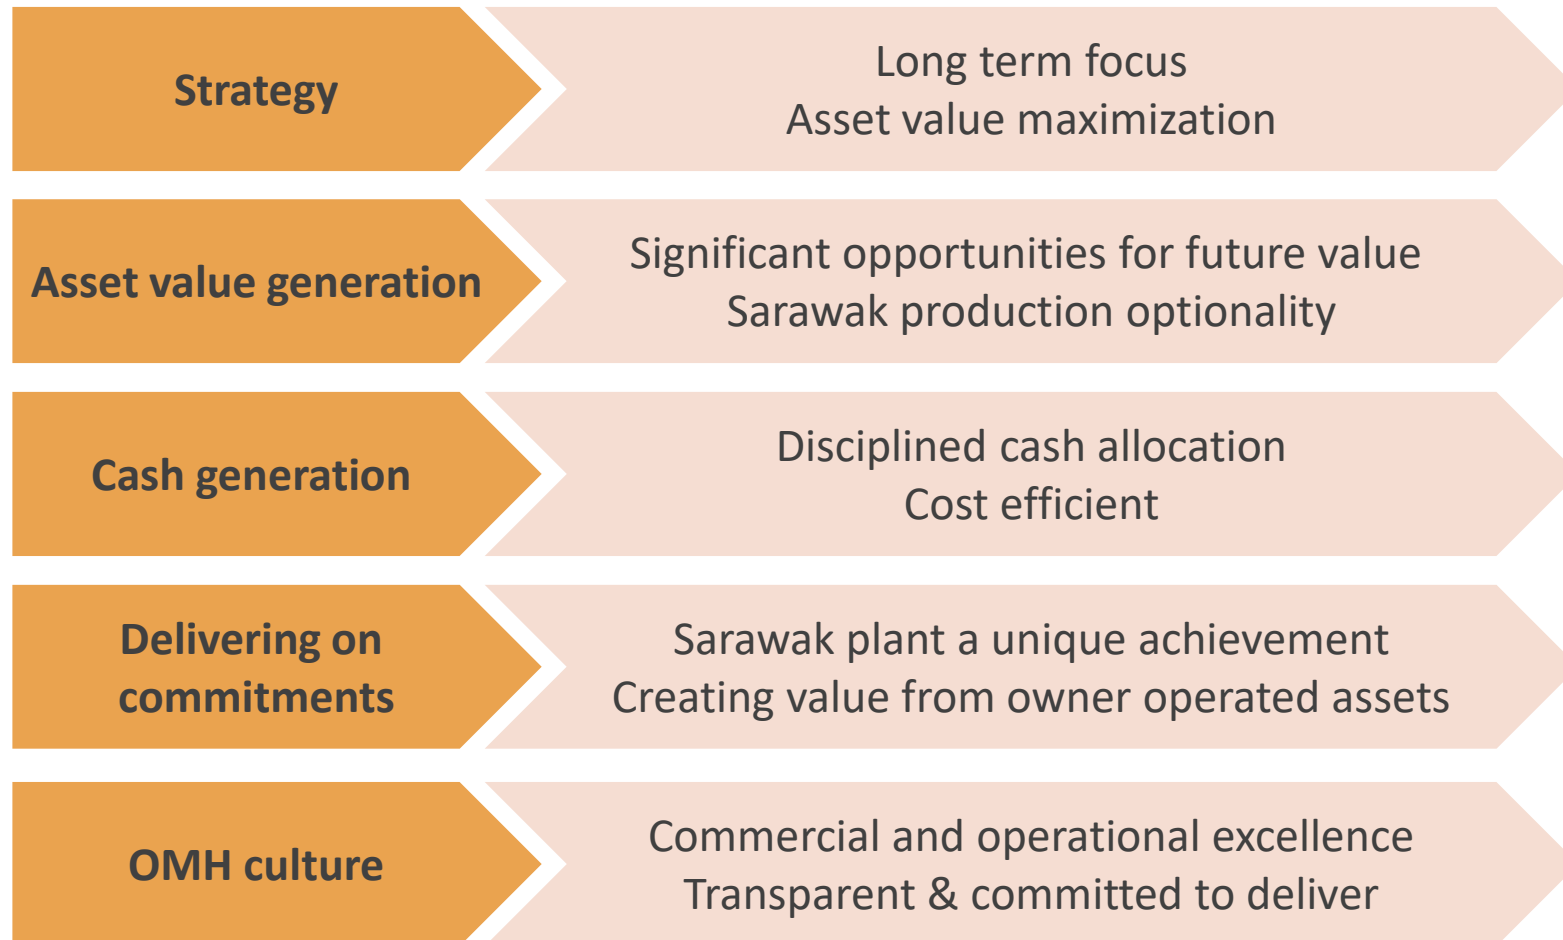 Strategy
Long term focus
Asset value maximization
Asset value generation
Significant opportunities for future value
Sarawak production optionality
Cash generation
Disciplined cash allocation
Cost efficient
Delivering on
commitments
Sarawak plant a unique achievement
Creating value from owner operated assets
OMH culture
Commercial and operational excellence
Transparent & committed to deliver